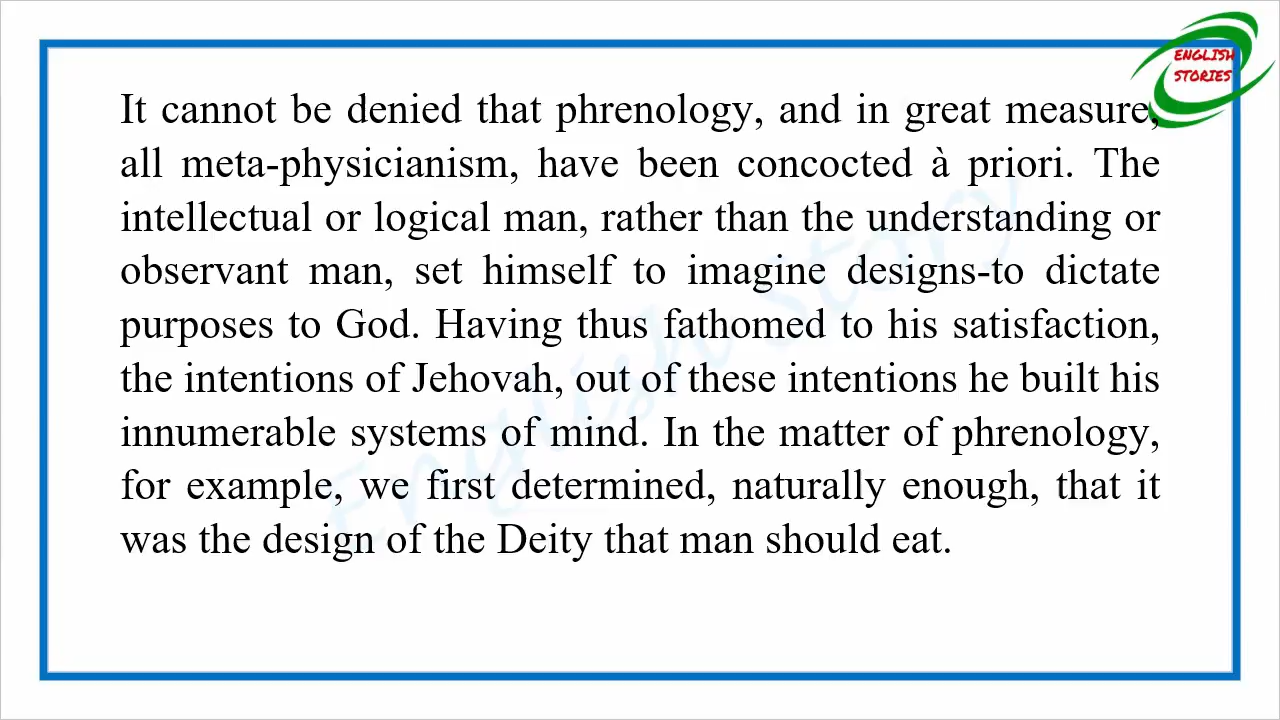 ENGLISH
STORIES
It cannot be denied that phrenology, and in great measure,
all meta-physicianism, have been concocted à priori. The
intellectual or logical man, rather than the understanding or
observant man, set himself to imagine designs-to dictate
purposes to God. Having thus fathomed to his satisfaction,
the intentions of Jehovah, out of these intentions he built his
innumerable systems of mind. In the matter of phrenology,
for example, we first determined, naturally enough, that it
was the design of the Deity that man should eat.
English Story